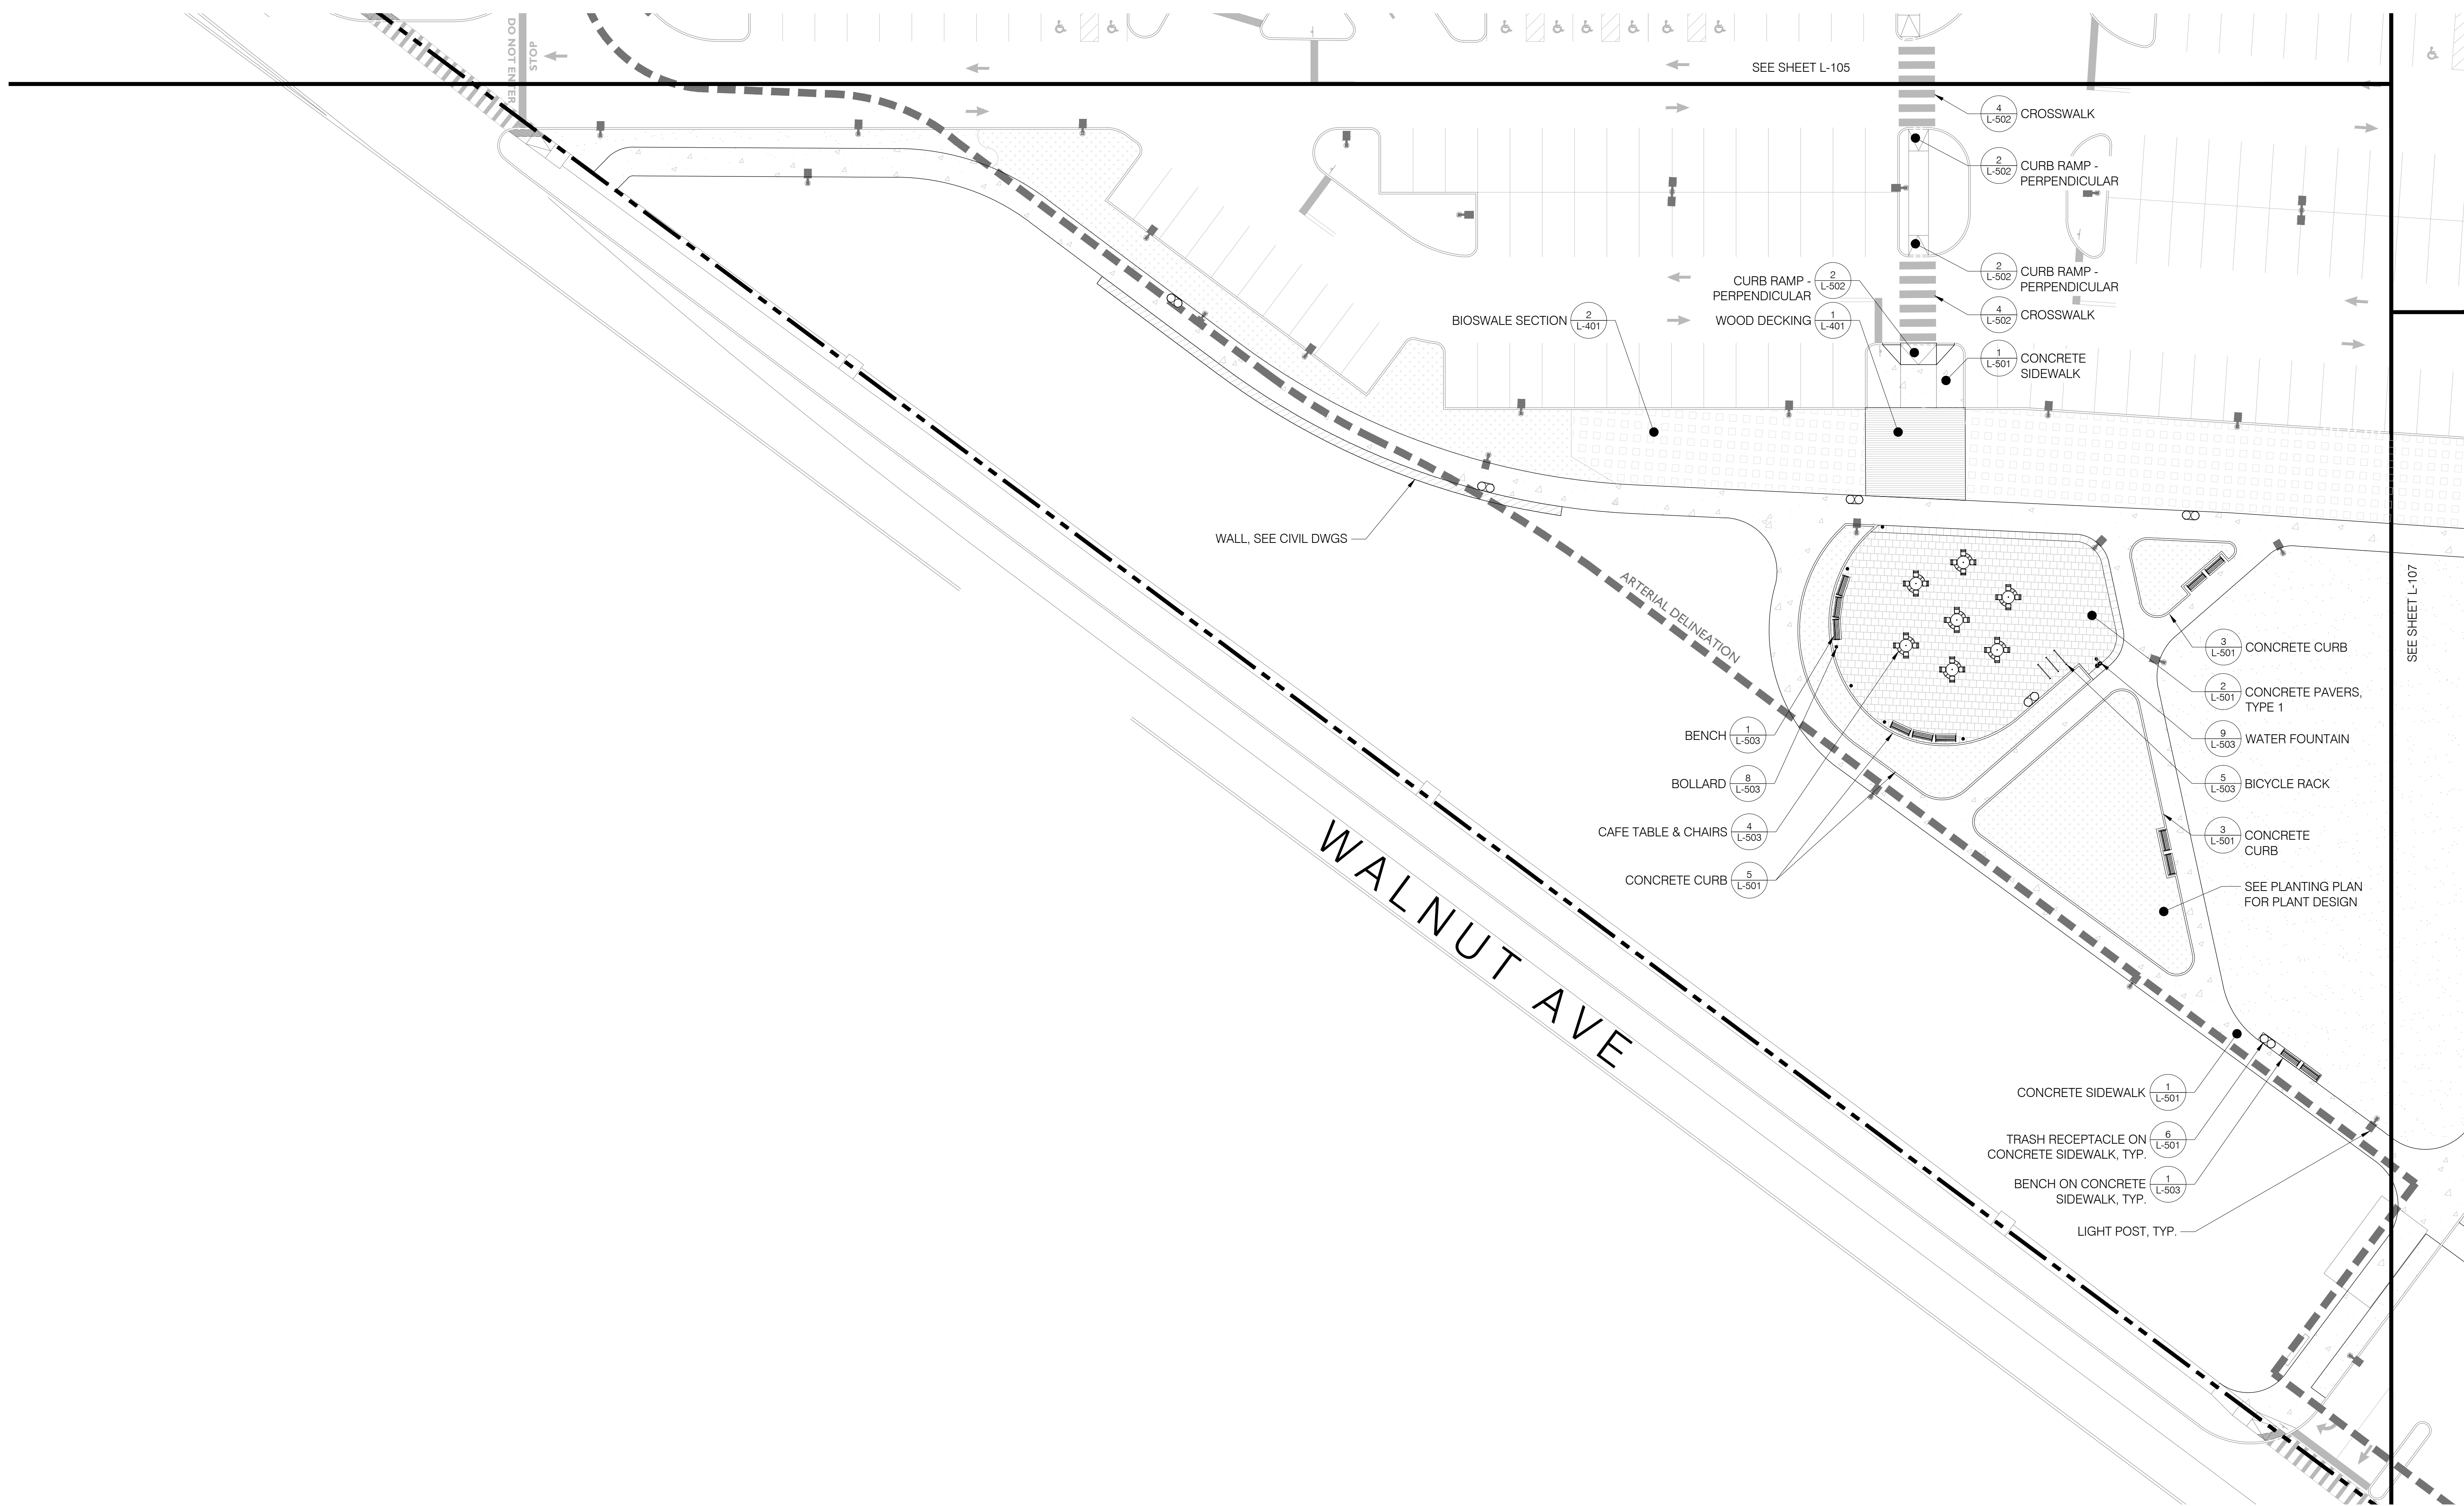 STOP
DO NOT ENTER
SEE SHEET L-105
4
L-502
CROSSWALK
2
L-502
CURB RAMP -
PERPENDICULAR
2
L-502
CURB RAMP -
PERPENDICULAR
CURB RAMP -
PERPENDICULAR
2
L-502
BIOSWALE SECTION
2
L-401
WOOD DECKING
1
L-401
4
L-502
CROSSWALK
1
L-501
CONCRETE
SIDEWALK
WALL, SEE CIVIL DWGS
ARTERIAL DELINEATION
SEE SHEET L-107
3
L-501
CONCRETE CURB
2
L-501
CONCRETE PAVERS,
TYPE 1
BENCH
1
L-503
9
L-503
WATER FOUNTAIN
BOLLARD
8
L-503
5
L-503
BICYCLE RACK
CAFE TABLE & CHAIRS
4
L-503
3
L-501
CONCRETE
CURB
CONCRETE CURB
5
L-501
SEE PLANTING PLAN
FOR PLANT DESIGN
WALNUT AVE
CONCRETE SIDEWALK
1
L-501
TRASH RECEPTACLE ON
CONCRETE SIDEWALK, TYP.
6
L-501
BENCH ON CONCRETE
SIDEWALK, TYP.
1
L-503
LIGHT POST, TYP.